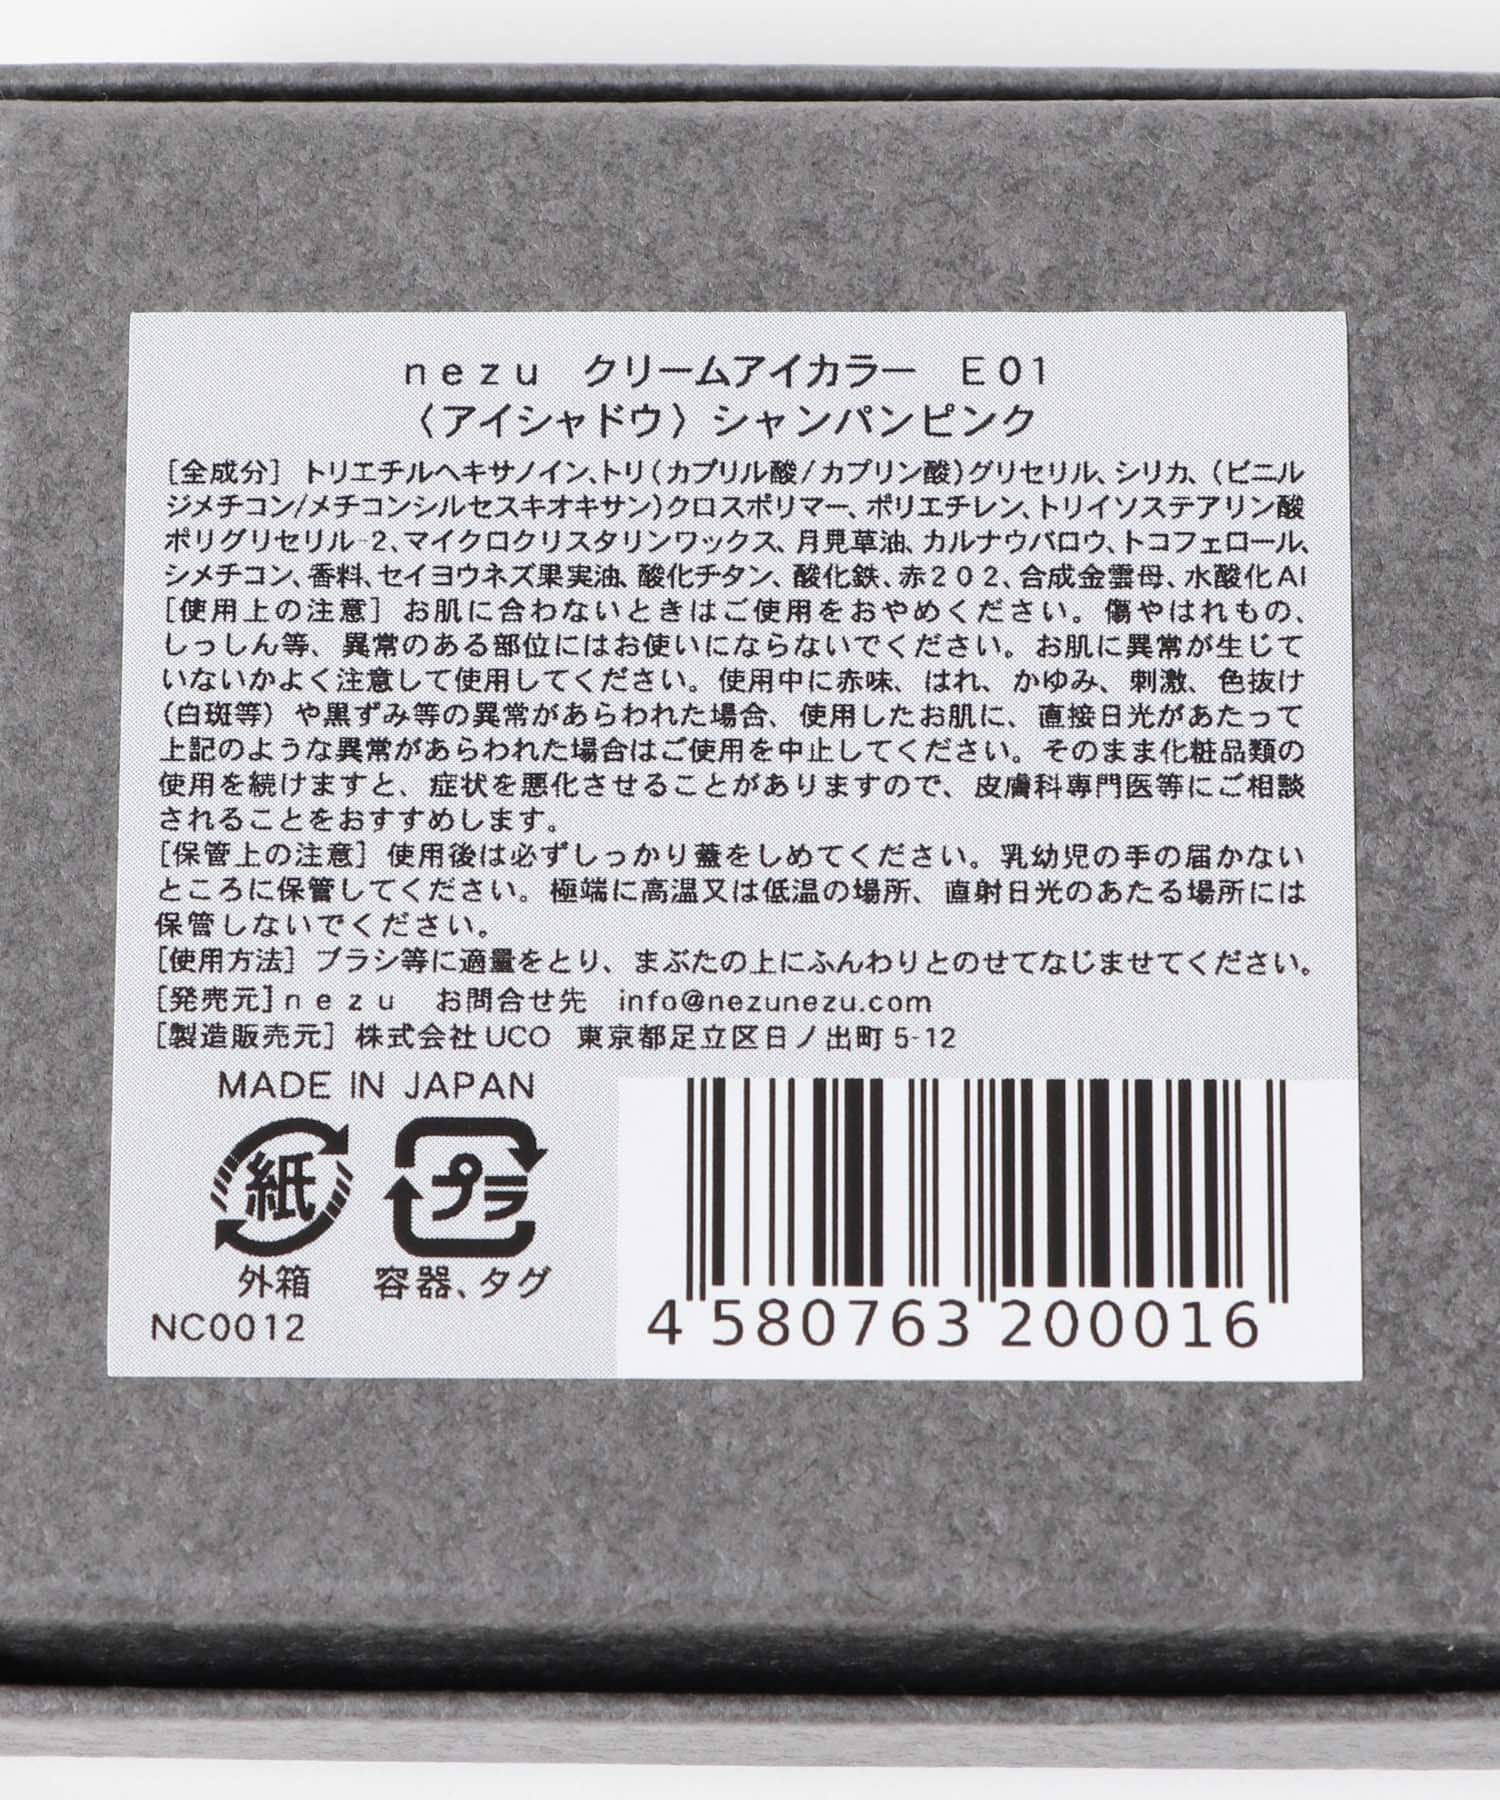 nezu クリームアイカラー E01
〈アイシャドウ〉シャンパンピンク
[全成分] トリエチルヘキサノイン、トリ(カプリル酸/カプリン酸)グリセリル、シリカ、(ビニル
ジメチコン/メチコンシルセスキオキサン)クロスポリマー、ポリエチレン、トリイソステアリン酸
ポリグリセリル-2、マイクロクリスタリンワックス、月見草油、カルナウバロウ、トコフェロール、
シメチコン、香料、セイヨウネズ果実油、酸化チタン、酸化鉄、赤202、合成金雲母、水酸化Al
[使用上の注意] お肌に合わないときはご使用をおやめください。傷やはれもの、
しっしん等、異常のある部位にはお使いにならないでください。お肌に異常が生じて
いないかよく注意して使用してください。使用中に赤味、はれ、かゆみ、刺激、色抜け
(白斑等) や黒ずみ等の異常があらわれた場合、使用したお肌に、直接日光があたって
上記のような異常があらわれた場合はご使用を中止してください。そのまま化粧品類の
使用を続けますと、症状を悪化させることがありますので、皮膚科専門医等にご相談
されることをおすすめします。
[保管上の注意] 使用後は必ずしっかり蓋をしめてください。乳幼児の手の届かない
ところに保管してください。極端に高温又は低温の場所、直射日光のあたる場所には
保管しないでください。
[使用方法] ブラシ等に適量をとり、まぶたの上にふんわりとのせてなじませてください。
[発売元] nezu お問合せ先 info@nezunezu.com
[製造販売元] 株式会社UCO 東京都足立区日ノ出町5-12
MADE IN JAPAN
紙 プラ
外箱 容器、タグ
NC0012
4 580763 200016